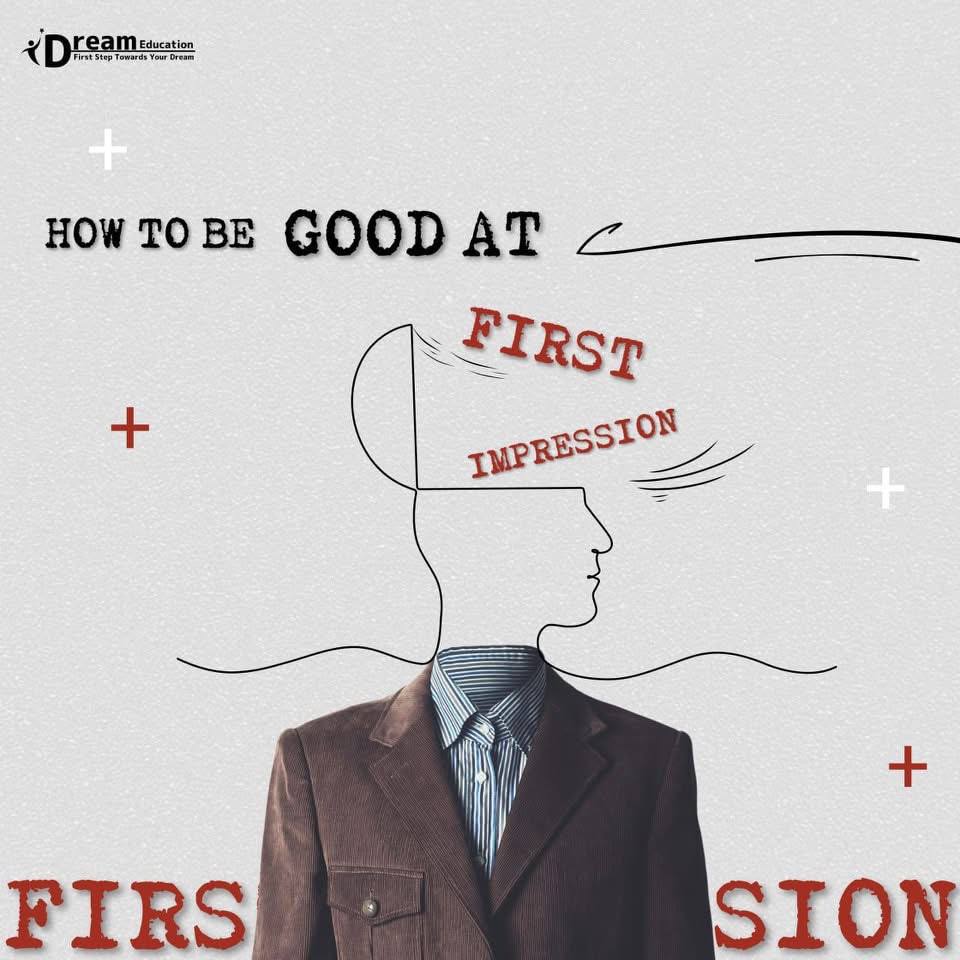 Dream Education
First Step Towards Your Dream
HOW TO BE GOOD AT
FIRST
IMPRESSION
FIRS SION